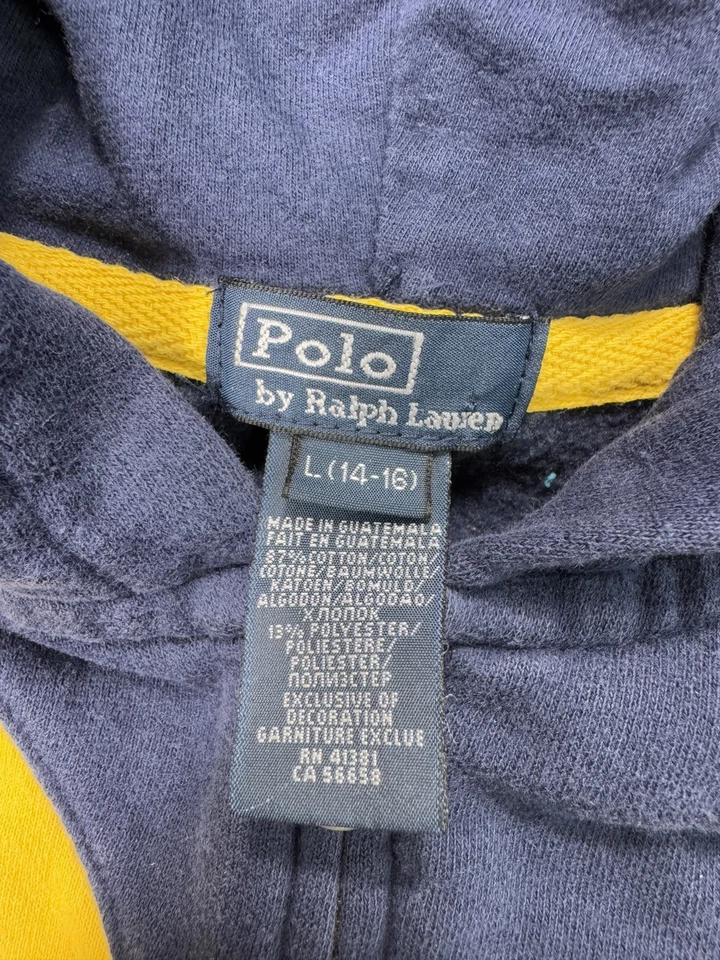 Polo
by Ralph Lauren
L (14-16)
MADE IN GUATEMALA
FAIT EN GUATEMALA
87% COTTON/COTON/
COTONE/BAUMWOLLE/
KATOEN/BOMULD/
ALGODON/ALGODAO/
ХЛОПОК
13% POLYESTER/
POLIESTERE/
POLIESTER/
ПОЛИЭСТЕР
EXCLUSIVE OF
DECORATION
GARNITURE EXCLUE
RN 41381
CA 56658